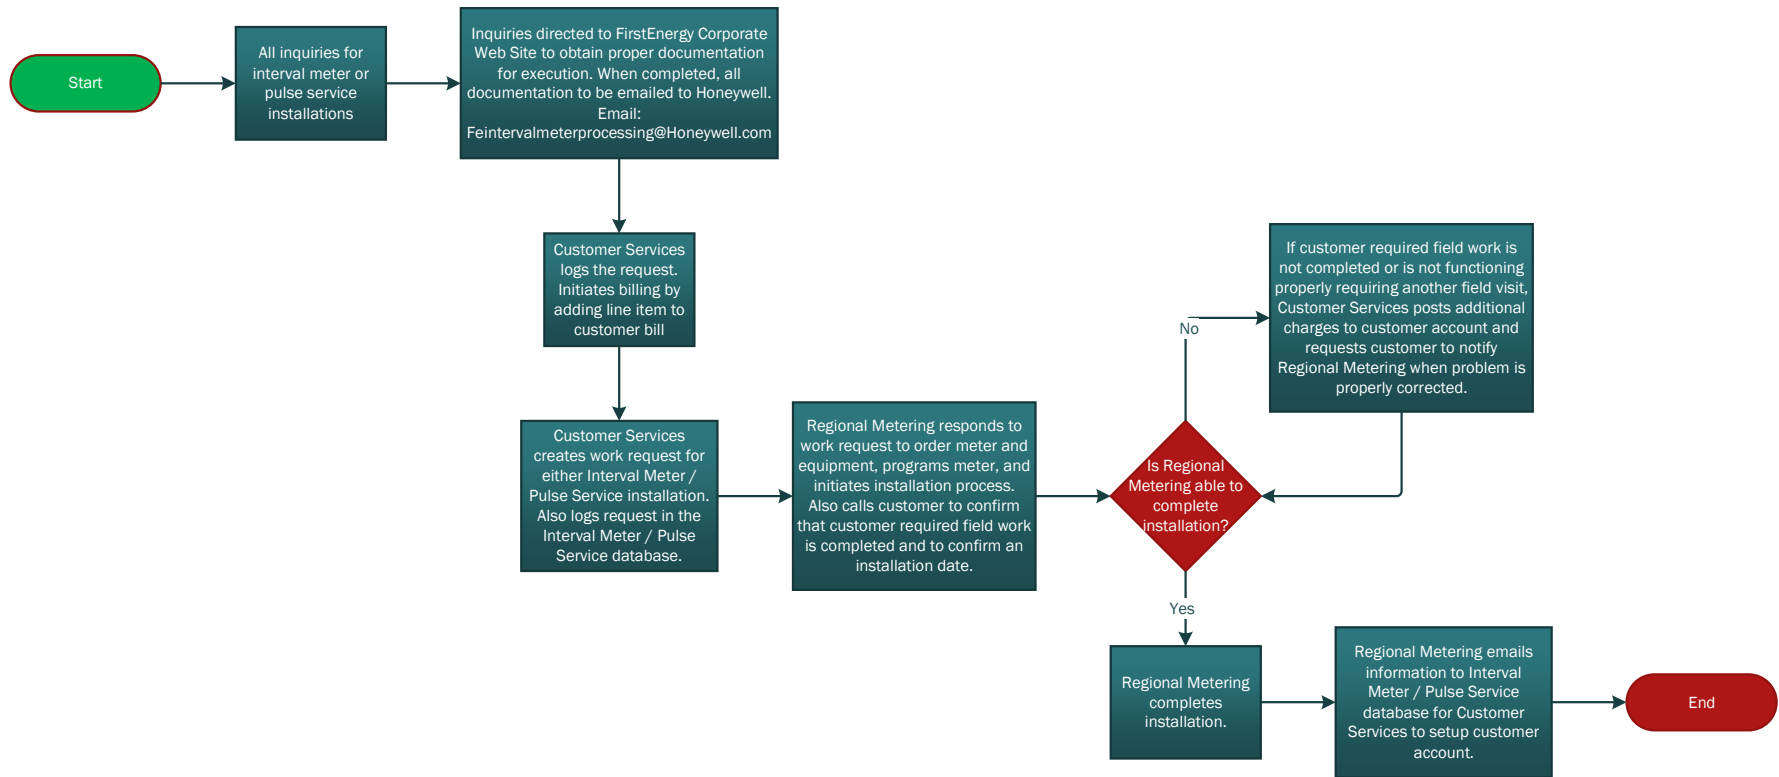 Start
All inquiries for
interval meter or
pulse service
installations
Inquiries directed to FirstEnergy Corporate
Web Site to obtain proper documentation
for execution. When completed, all
documentation to be emailed to Honeywell.
Email:
Feintervalmeterprocessing@Honeywell.com
Customer Services
logs the request.
Initiates billing by
adding line item to
customer bill
Customer Services
creates work request for
either Interval Meter /
Pulse Service installation.
Also logs request in the
Interval Meter / Pulse
Service database.
Regional Metering responds to
work request to order meter and
equipment, programs meter, and
initiates installation process.
Also calls customer to confirm
that customer required field work
is completed and to confirm an
installation date.
Is Regional
Metering able to
complete
installation?
No
If customer required field work is
not completed or is not functioning
properly requiring another field visit,
Customer Services posts additional
charges to customer account and
requests customer to notify
Regional Metering when problem is
properly corrected.
Yes
Regional Metering
completes
installation.
Regional Metering emails
information to Interval
Meter / Pulse Service
database for Customer
Services to setup customer
account.
End